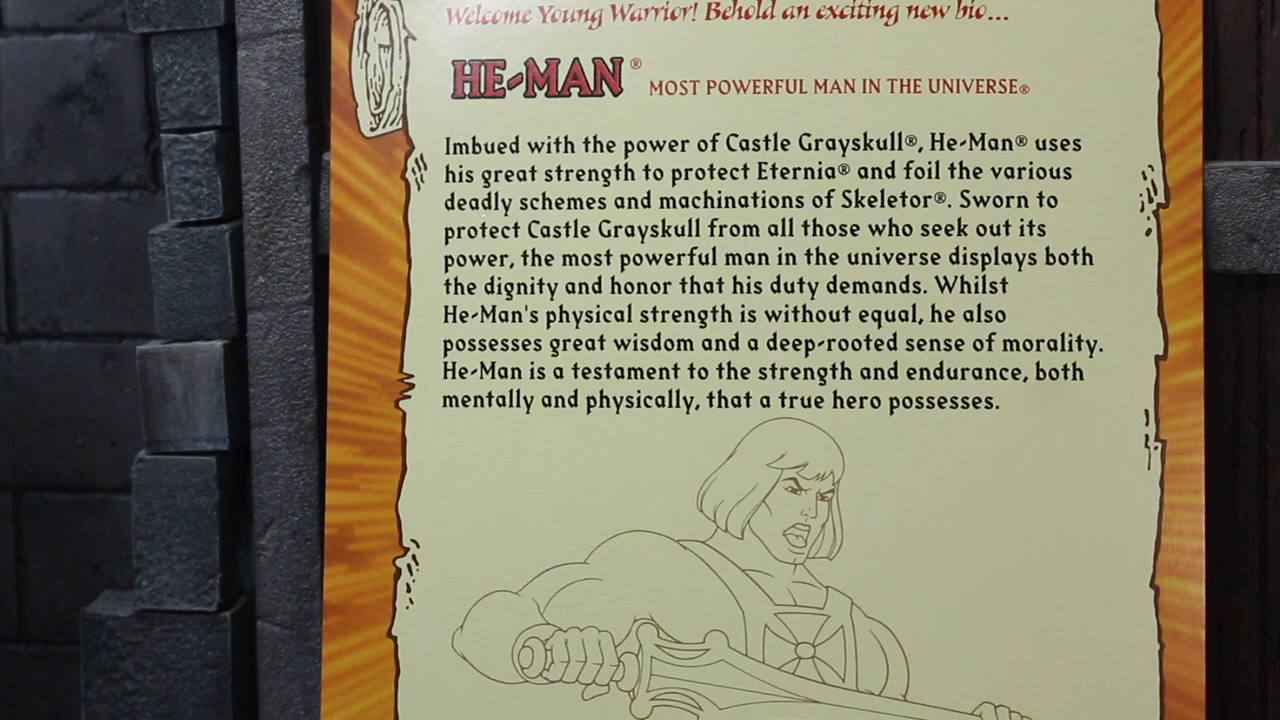 Welcome Young Warrior! Behold an exciting new bio...
HE-MAN® MOST POWERFUL MAN IN THE UNIVERSE®
Imbued with the power of Castle Grayskull®, He-Man® uses
his great strength to protect Eternia® and foil the various
deadly schemes and machinations of Skeletor®. Sworn to
protect Castle Grayskull from all those who seek out its
power, the most powerful man in the universe displays both
the dignity and honor that his duty demands. Whilst
He-Man's physical strength is without equal, he also
possesses great wisdom and a deep-rooted sense of morality.
He-Man is a testament to the strength and endurance, both
mentally and physically, that a true hero possesses.